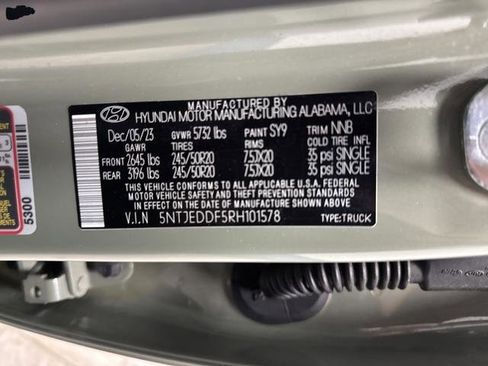 MANUFACTURED BY
HYUNDAI MOTOR MANUFACTURING ALABAMA, LLC
Dec/05/23 GVWR 5732 lbs PAINT SY9 TRIM NNB
GAWR TIRES RIMS COLD TIRE INFL
FRONT 2645 lbs 245/50R20 7.5JX20 35 psi SINGLE
REAR 3196 lbs 245/50R20 7.5JX20 35 psi SINGLE
THIS VEHICLE CONFORMS TO ALL APPLICABLE U.S. FEDERAL MOTOR
VEHICLE SAFETY STANDARDS IN EFFECT ON THE DATE OF
MANUFACTURE SHOWN ABOVE.
V.I.N 5NTJEDDF5RH101578 TYPE:TRUCK
5300